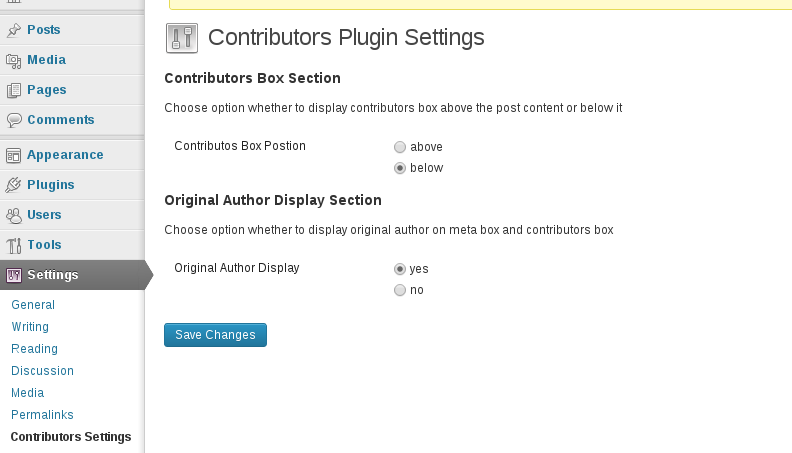 Posts
Media
Pages
Comments
Appearance
Plugins
Users
Tools
Settings
General
Writing
Reading
Discussion
Media
Permalinks
Contributors Settings
Contributors Plugin Settings
Contributors Box Section
Choose option whether to display contributors box above the post content or below it
Contributos Box Postion
above
below
Original Author Display Section
Choose option whether to display original author on meta box and contributors box
Original Author Display
yes
no
Save Changes